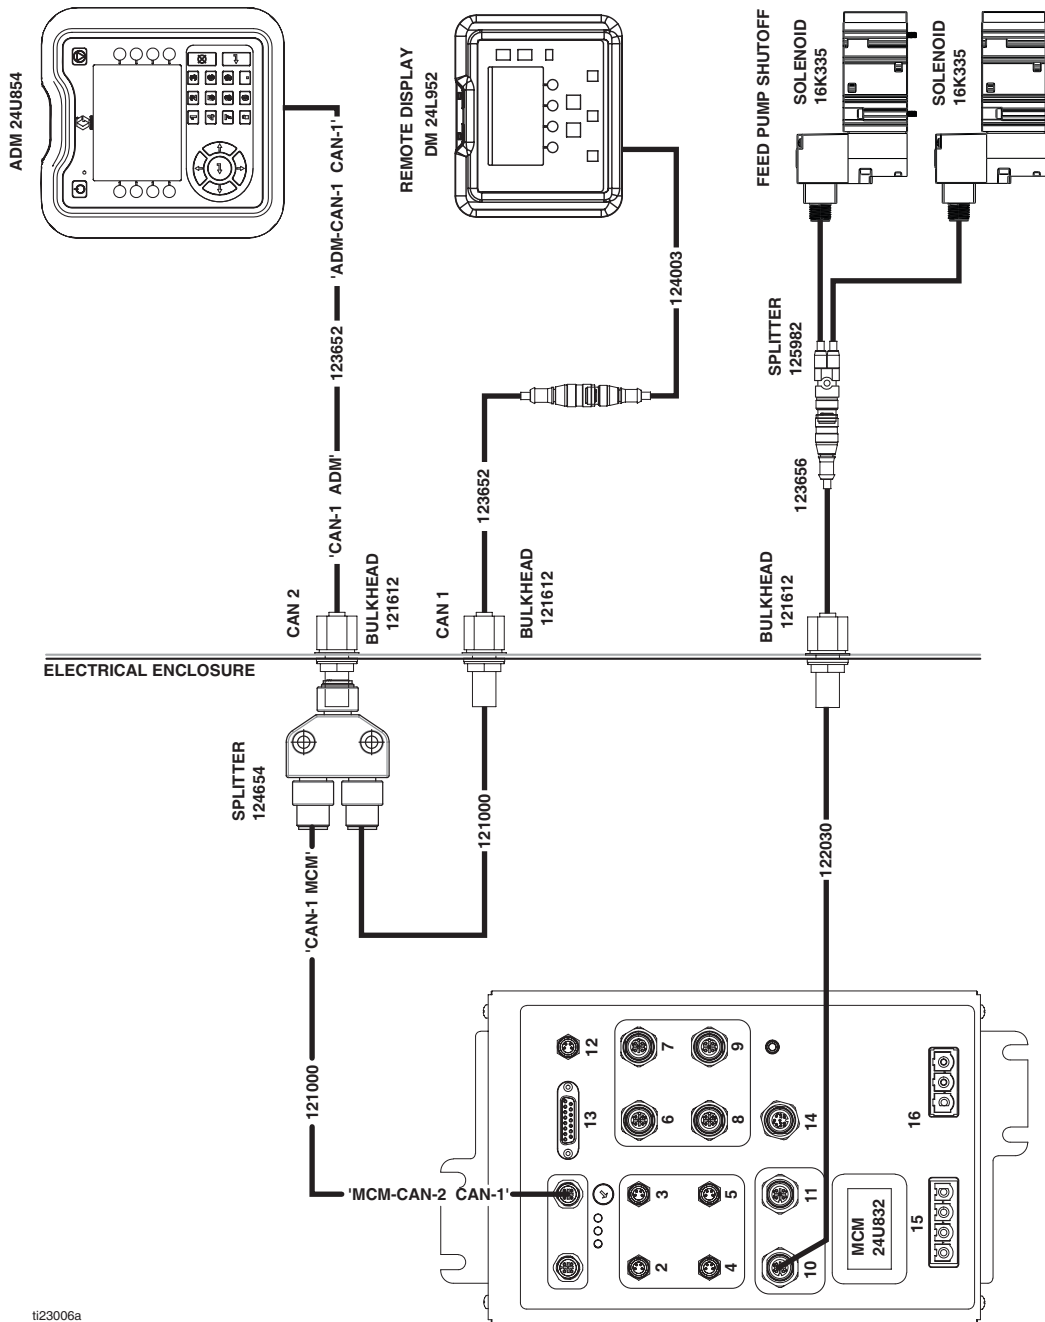 ADM 24U854
REMOTE DISPLAY
DM 24L952
FEED PUMP SHUTOFF
SOLENOID
16K335
SOLENOID
16K335
'ADM-CAN-1 CAN-1'
123652
'CAN-1 ADM'
124003
SPLITTER
125982
123652
123656
CAN 2
BULKHEAD
121612
CAN 1
BULKHEAD
121612
BULKHEAD
121612
ELECTRICAL ENCLOSURE
SPLITTER
124654
'CAN-1 MCM'
121000
121000
122030
'MCM-CAN-2 CAN-1'
12
13
7
9
6
8
14
16
3
5
11
2
4
10
MCM
24U832
15
ti23006a